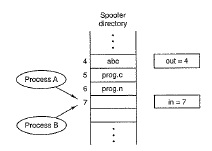 Spooler
directory
4 abc out = 4
5 prog.c
Process A
6 prog.n
7 in = 7
Process B